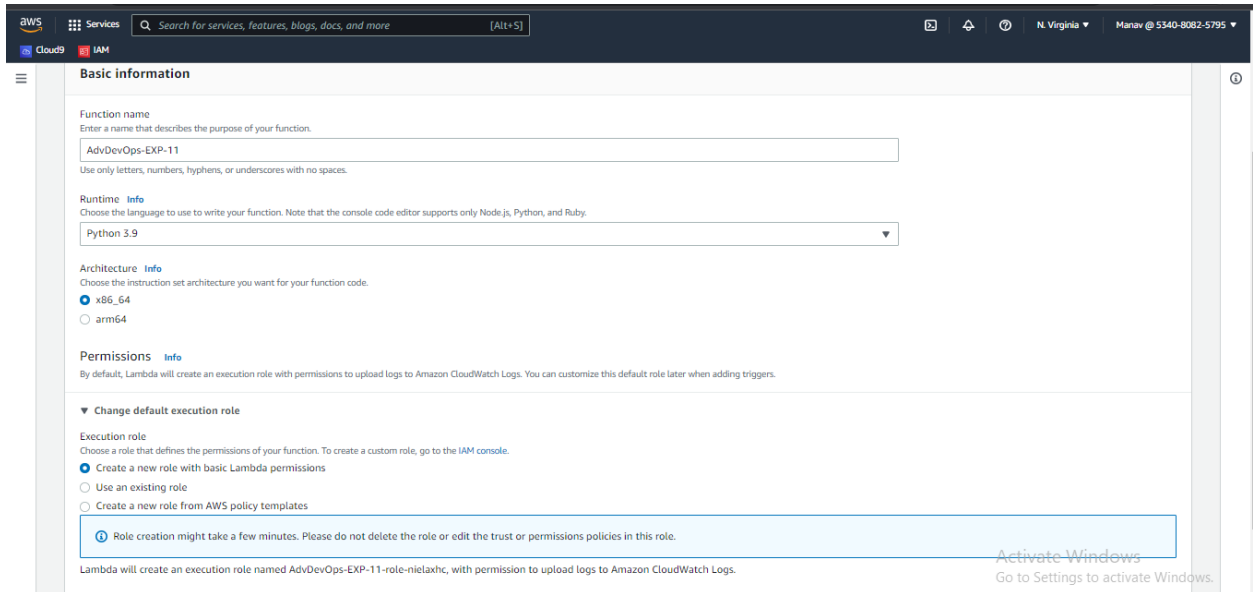 aws
Services
Search for services, features, blogs, docs, and more
[Alt+S]
N. Virginia ▼
Manav @ 5340-8082-5795 ▼
Cloud9
IAM
Basic information
Function name
Enter a name that describes the purpose of your function.
AdvDevOps-EXP-11
Use only letters, numbers, hyphens, or underscores with no spaces.
Runtime Info
Choose the language to use to write your function. Note that the console code editor supports only Node.js, Python, and Ruby.
Python 3.9
Architecture Info
Choose the instruction set architecture you want for your function code.
x86_64
arm64
Permissions Info
By default, Lambda will create an execution role with permissions to upload logs to Amazon CloudWatch Logs. You can customize this default role later when adding triggers.
▼ Change default execution role
Execution role
Choose a role that defines the permissions of your function. To create a custom role, go to the IAM console.
Create a new role with basic Lambda permissions
Use an existing role
Create a new role from AWS policy templates
Role creation might take a few minutes. Please do not delete the role or edit the trust or permissions policies in this role.
Lambda will create an execution role named AdvDevOps-EXP-11-role-nielaxhc, with permission to upload logs to Amazon CloudWatch Logs.
Activate Windows
Go to Settings to activate Windows.